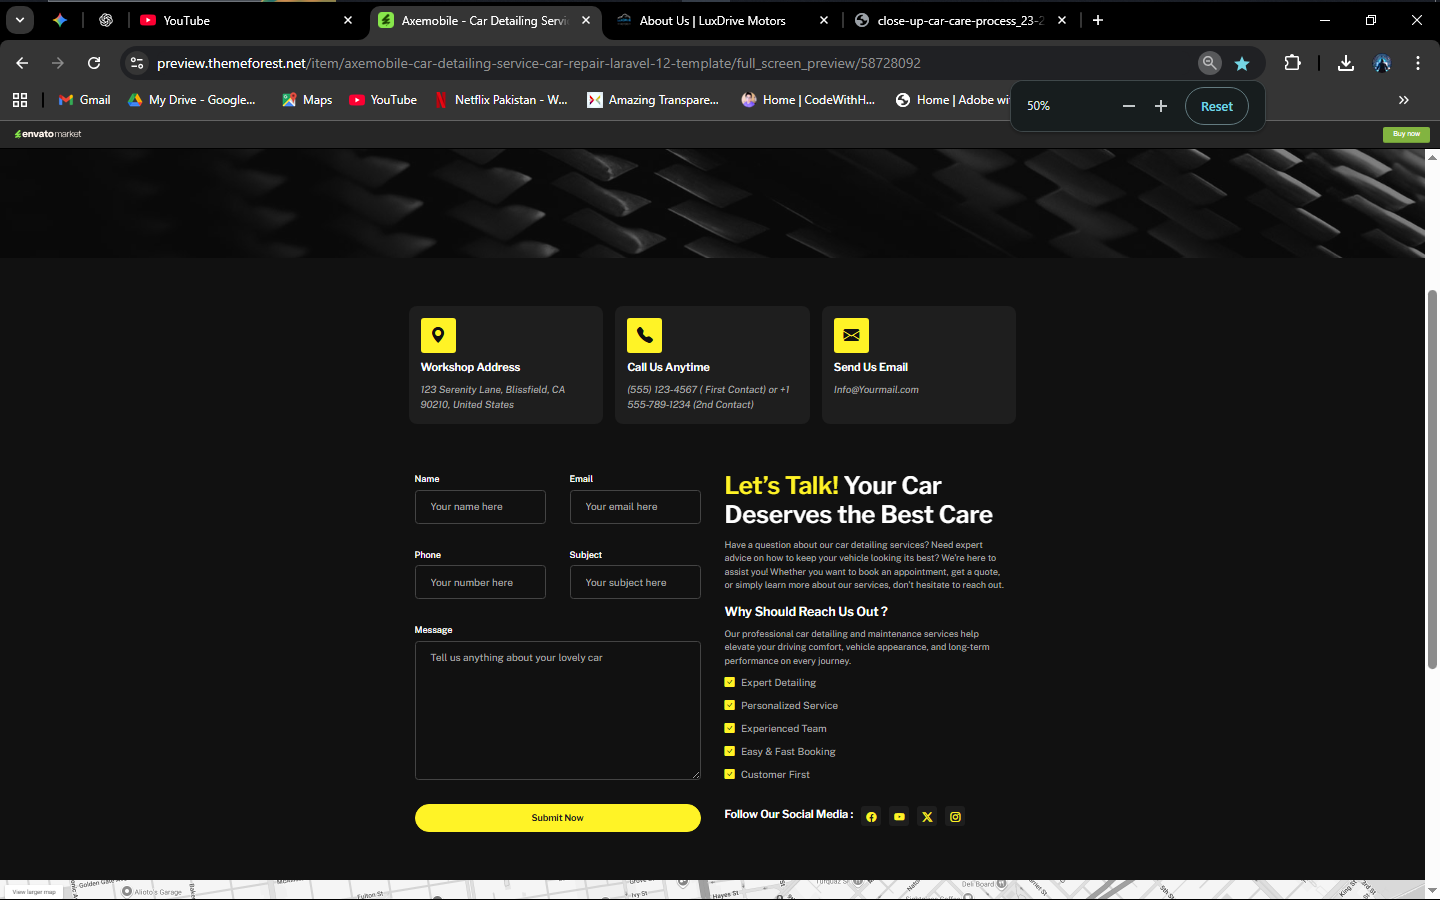 YouTube
Axemobile - Car Detailing Servic
About Us | LuxDrive Motors
close-up-car-care-process_23-2
preview.themeforest.net/item/axemobile-car-detailing-service-car-repair-laravel-12-template/full_screen_preview/58728092
Gmail
My Drive - Google...
Maps
YouTube
Netflix Pakistan - W...
Amazing Transpare...
Home | CodeWithH...
Home | Adobe wi
50%
Reset
envato market
Buy now
Workshop Address
123 Serenity Lane, Blissfield, CA
90210, United States
Call Us Anytime
(555) 123-4567 ( First Contact) or +1
555-789-1234 (2nd Contact)
Send Us Email
Info@Yourmail.com
Name
Your name here
Email
Your email here
Phone
Your number here
Subject
Your subject here
Message
Tell us anything about your lovely car
Submit Now
Let's Talk! Your Car
Deserves the Best Care
Have a question about our car detailing services? Need expert
advice on how to keep your vehicle looking its best? We're here to
assist you! Whether you want to book an appointment, get a quote,
or simply learn more about our services, don't hesitate to reach out.
Why Should Reach Us Out ?
Our professional car detailing and maintenance services help
elevate your driving comfort, vehicle appearance, and long-term
performance on every journey.
Expert Detailing
Personalized Service
Experienced Team
Easy & Fast Booking
Customer First
Follow Our Social Media :
View larger map
Golden Gate
Alioto's Garage
Fulton St
Ivy St
Hayes St
Deli Board
5th St
King St
3rd St